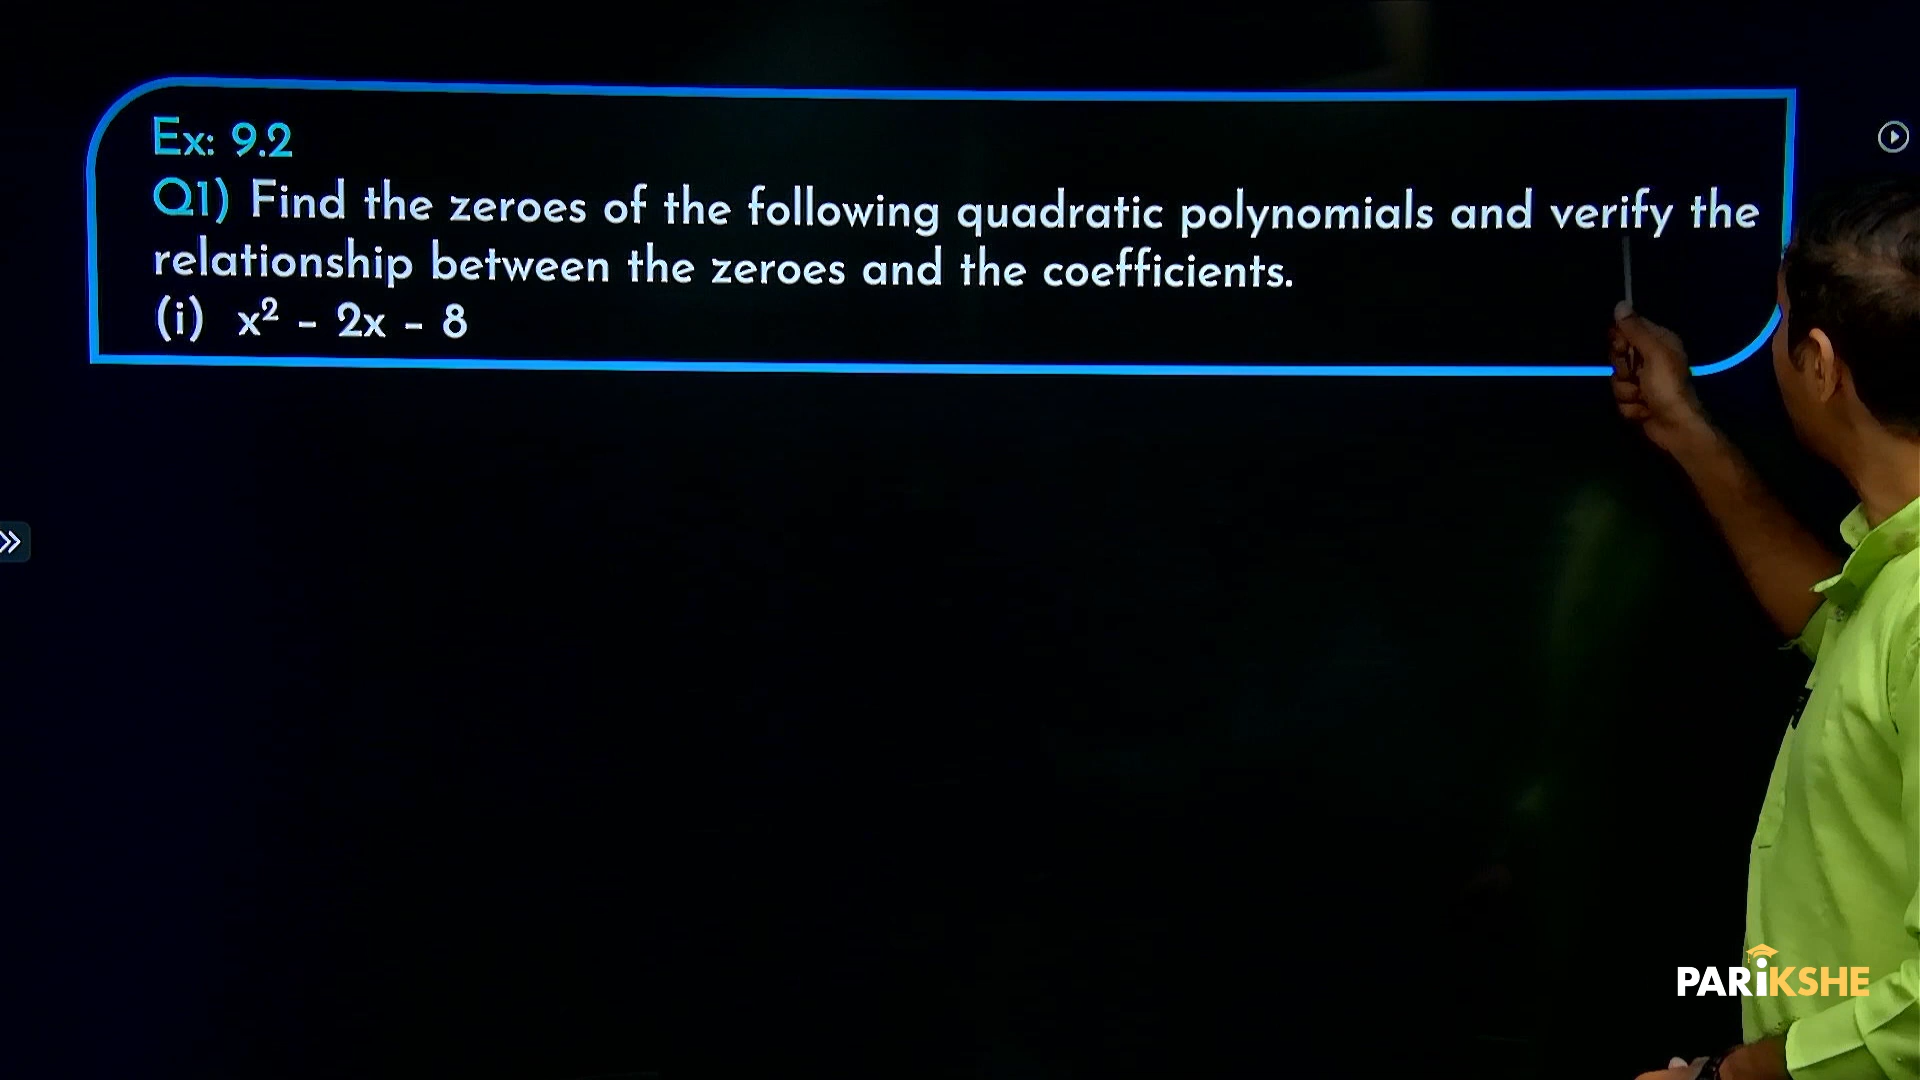 Ex: 9.2
Q1) Find the zeroes of the following quadratic polynomials and verify the
relationship between the zeroes and the coefficients.
(i) x² - 2x - 8
PARiKSHE